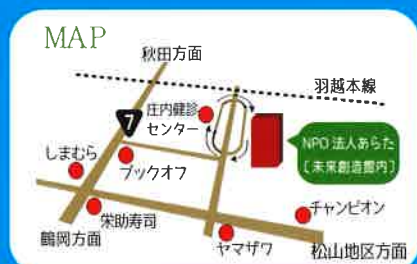 MAP
秋田方面
羽越本線
7
庄内健診
センター
NPO 法人あらた
［未来創造館内］
しまむら
ブックオフ
チャンピオン
栄助寿司
鶴岡方面
ヤマザワ
松山地区方面